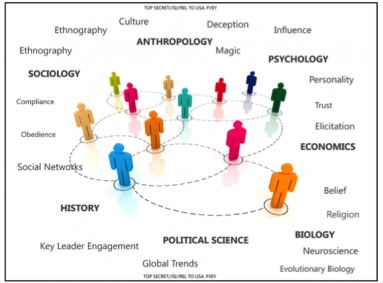 TOP SECRET//SI//REL TO USA, FVEY
Culture
Deception
Ethnography
Influence
ANTHROPOLOGY
Ethnography
Magic
PSYCHOLOGY
SOCIOLOGY
Personality
Compliance
Trust
Elicitation
Obedience
ECONOMICS
Social Networks
Belief
HISTORY
Religion
BIOLOGY
POLITICAL SCIENCE
Key Leader Engagement
Neuroscience
Global Trends
Evolutionary Biology
TOP SECRET//SI//REL TO USA, FVEY